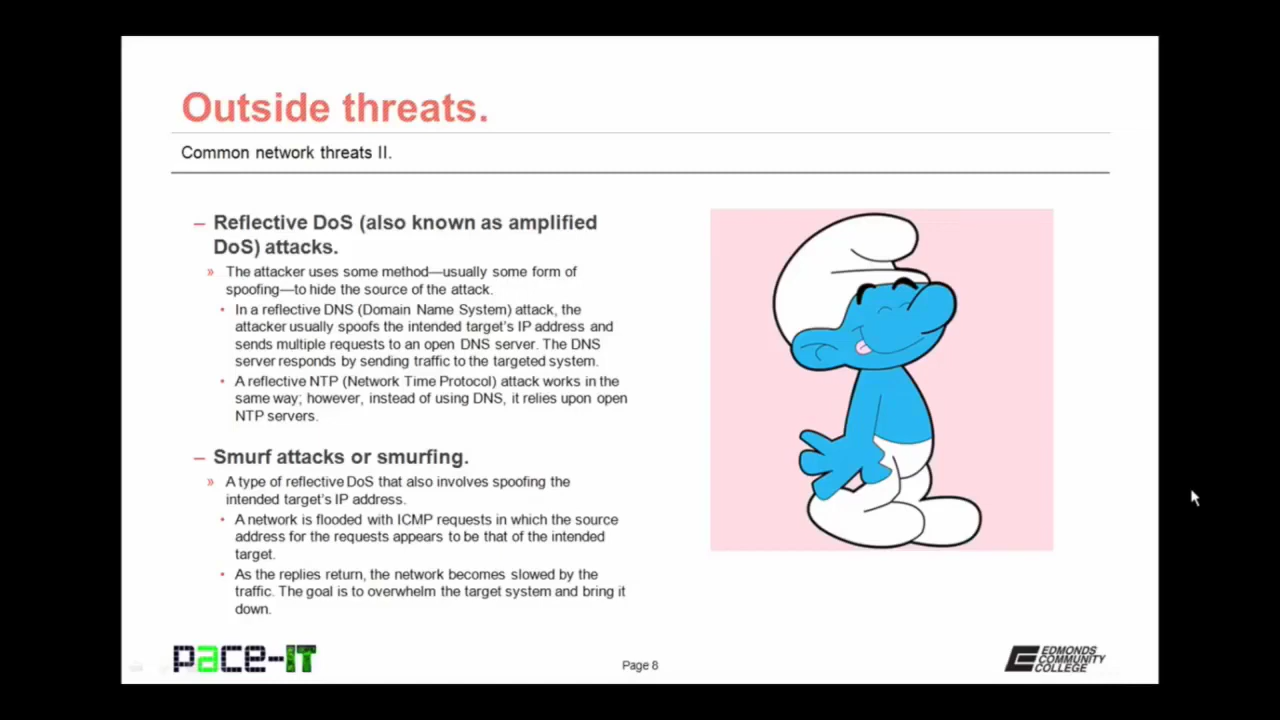 Outside threats.
Common network threats II.
– Reflective DoS (also known as amplified
DoS) attacks.
» The attacker uses some method—usually some form of
spoofing—to hide the source of the attack.
• In a reflective DNS (Domain Name System) attack, the
attacker usually spoofs the intended target's IP address and
sends multiple requests to an open DNS server. The DNS
server responds by sending traffic to the targeted system.
• A reflective NTP (Network Time Protocol) attack works in the
same way; however, instead of using DNS, it relies upon open
NTP servers.
– Smurf attacks or smurfing.
» A type of reflective DoS that also involves spoofing the
intended target's IP address.
• A network is flooded with ICMP requests in which the source
address for the requests appears to be that of the intended
target.
• As the replies return, the network becomes slowed by the
traffic. The goal is to overwhelm the target system and bring it
down.
pace-IT
Page 8
EDMONDS
COMMUNITY
COLLEGE